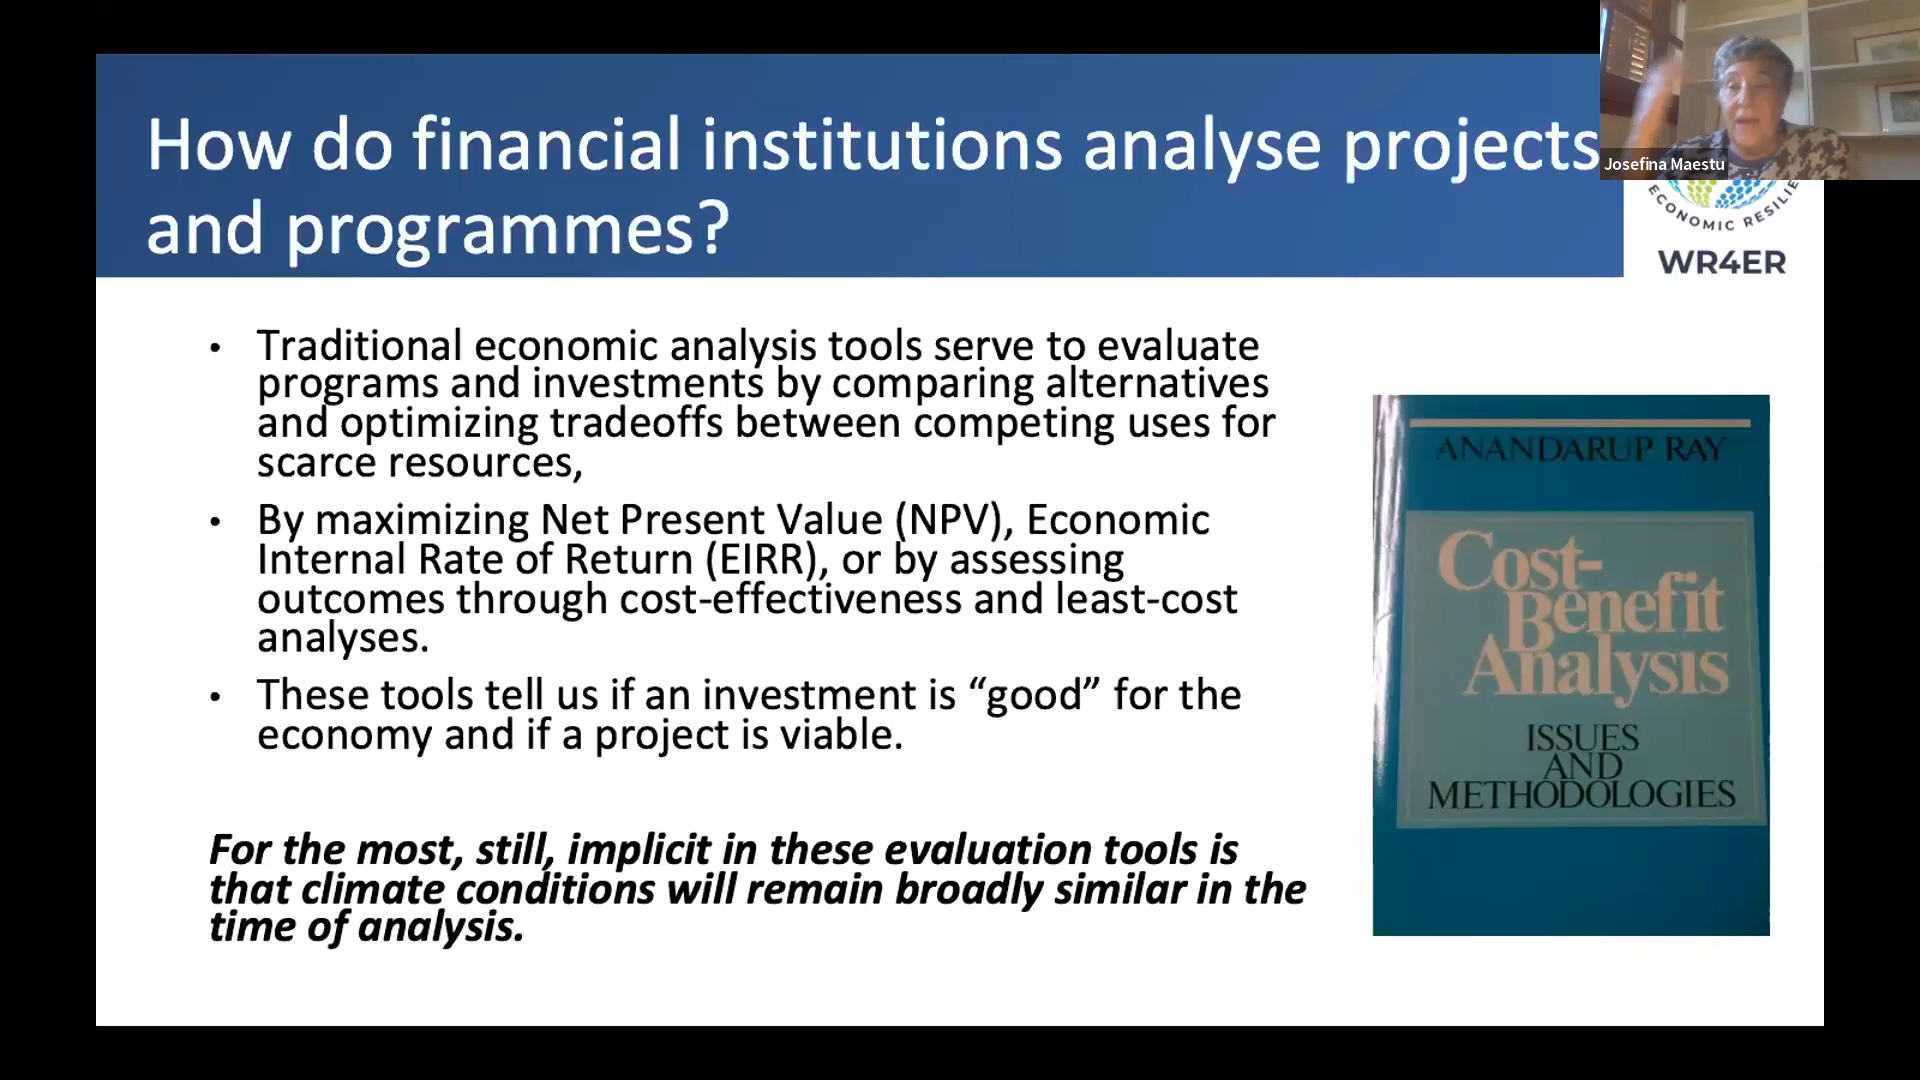 How do financial institutions analyse projects
and programmes?
Josefina Maestu
ECONOMIC RESILIE
WR4ER
• Traditional economic analysis tools serve to evaluate
programs and investments by comparing alternatives
and optimizing tradeoffs between competing uses for
scarce resources,
• By maximizing Net Present Value (NPV), Economic
Internal Rate of Return (EIRR), or by assessing
outcomes through cost-effectiveness and least-cost
analyses.
• These tools tell us if an investment is “good” for the
economy and if a project is viable.
For the most, still, implicit in these evaluation tools is
that climate conditions will remain broadly similar in the
time of analysis.
ANANDARUP RAY
Cost-
Benefit
Analysis
ISSUES
AND
METHODOLOGIES